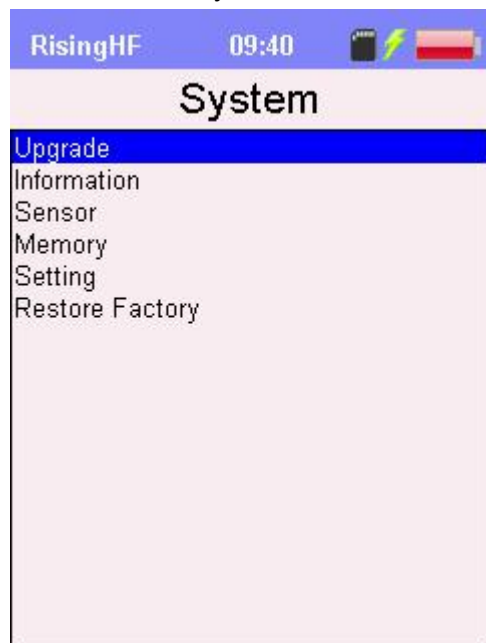 RisingHF 09:40
System
Upgrade
Information
Sensor
Memory
Setting
Restore Factory